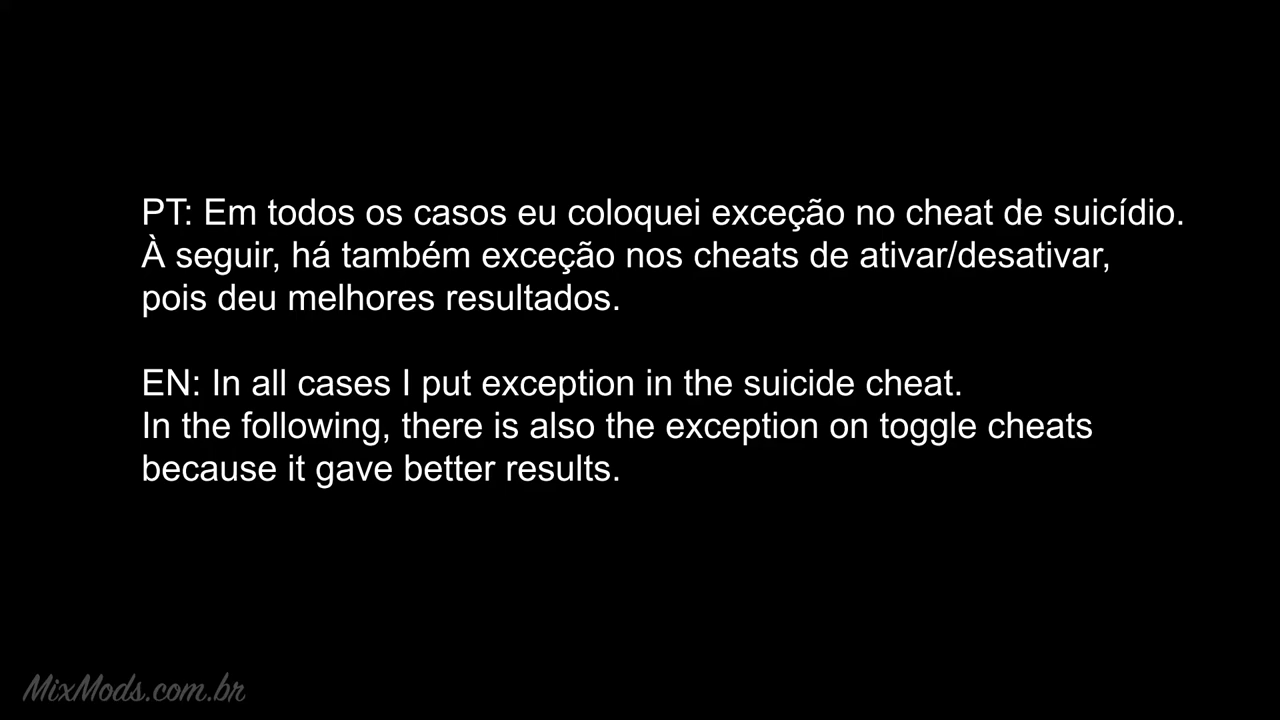 PT: Em todos os casos eu coloquei exceção no cheat de suicídio.
À seguir, há também exceção nos cheats de ativar/desativar,
pois deu melhores resultados.
EN: In all cases I put exception in the suicide cheat.
In the following, there is also the exception on toggle cheats
because it gave better results.
MixMods.com.br